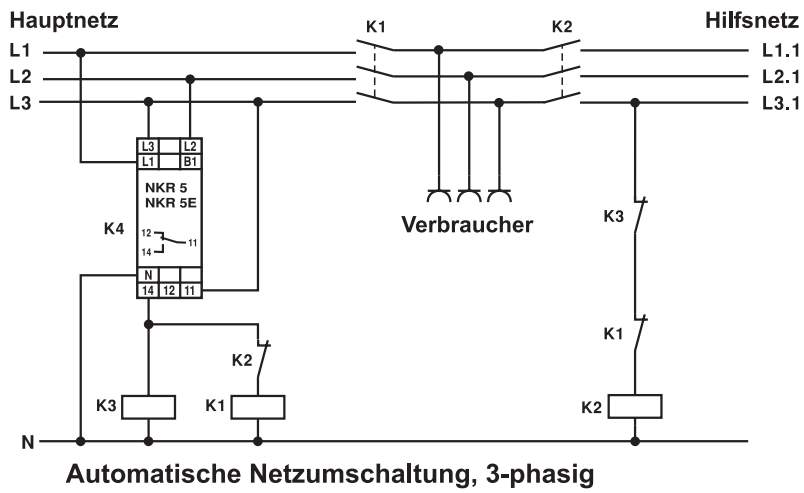 Hauptnetz K1 K2 Hilfsnetz
L1 L1.1
L2 L2.1
L3 L3.1
L3 L2
L1 B1
NKR 5
NKR 5E
K4
12 11
14
Verbraucher
K3
N
14 12 11
K2
K1
K3 K1 K2
N
Automatische Netzumschaltung, 3-phasig